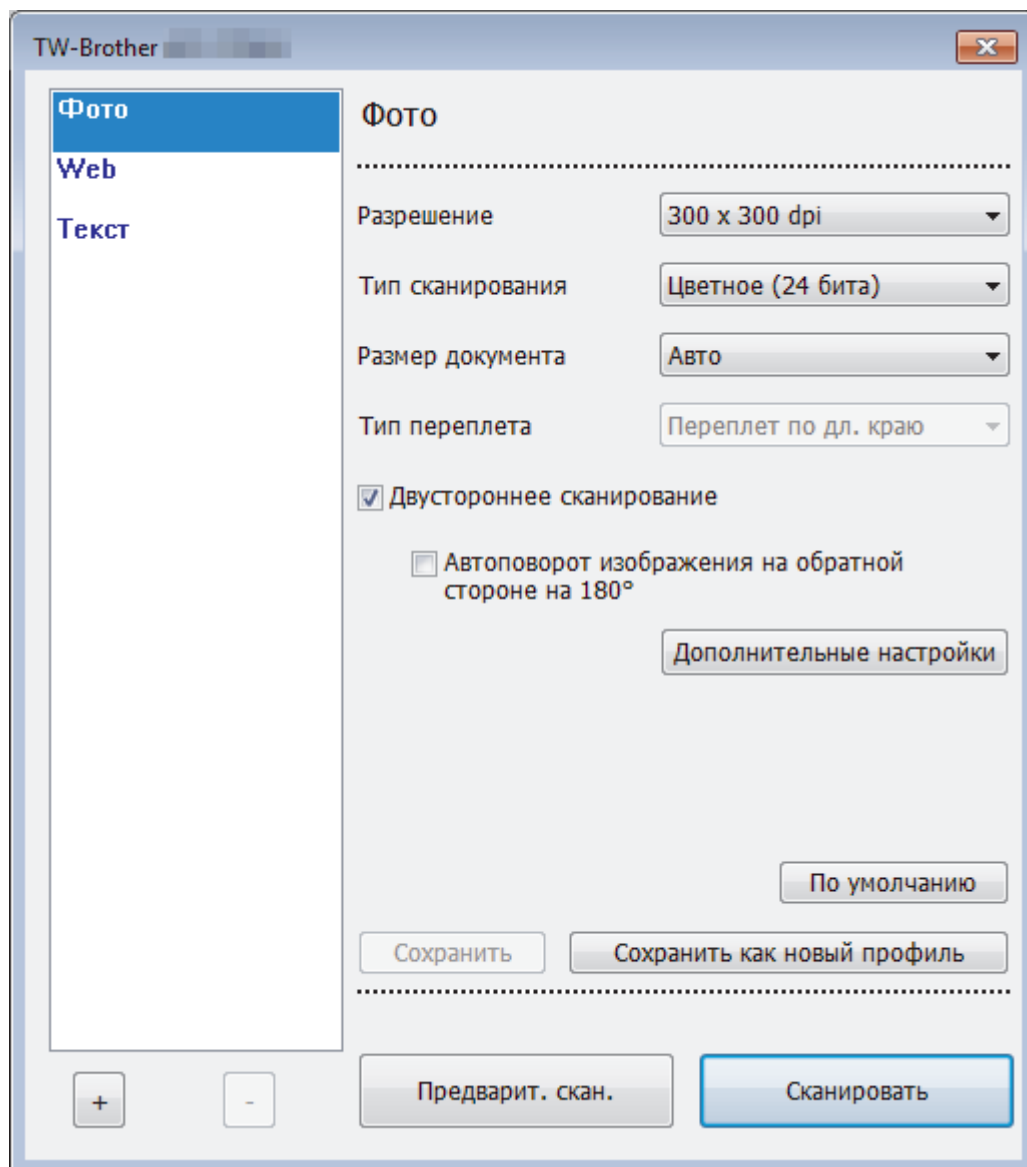 TW-Brother
Фото
Web
Текст
Фото
Разрешение 300 x 300 dpi
Тип сканирования Цветное (24 бита)
Размер документа Авто
Тип переплета Переплет по дл. краю
Двустороннее сканирование
Автоповорот изображения на обратной
стороне на 180°
Дополнительные настройки
По умолчанию
Сохранить Сохранить как новый профиль
+ - Предварит. скан. Сканировать